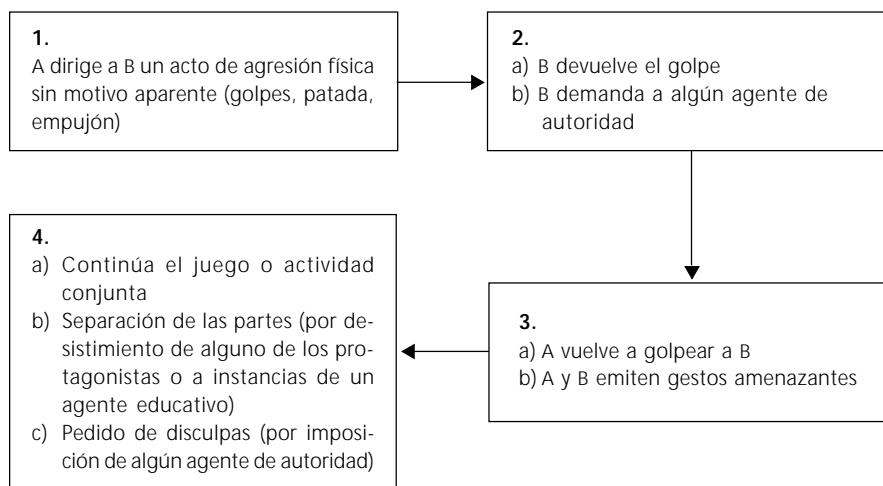 1.
A dirige a B un acto de agresión física
sin motivo aparente (golpes, patada,
empujón)
2.
a) B devuelve el golpe
b) B demanda a algún agente de
autoridad
3.
a) A vuelve a golpear a B
b) A y B emiten gestos amenazantes
4.
a) Continúa el juego o actividad
conjunta
b) Separación de las partes (por de-
sistimiento de alguno de los pro-
tagonistas o a instancias de un
agente educativo)
c) Pedido de disculpas (por imposi-
ción de algún agente de autoridad)